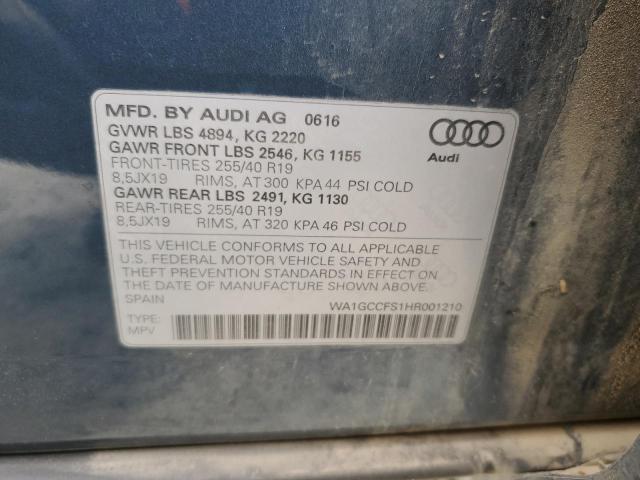 MFD. BY AUDI AG 0616
GVWR LBS 4894, KG 2220
GAWR FRONT LBS 2546, KG 1155
FRONT-TIRES 255/40 R19
8,5JX19 RIMS, AT 300 KPA 44 PSI COLD
GAWR REAR LBS 2491, KG 1130
REAR-TIRES 255/40 R19
8,5JX19 RIMS, AT 320 KPA 46 PSI COLD
Audi
THIS VEHICLE CONFORMS TO ALL APPLICABLE
U.S. FEDERAL MOTOR VEHICLE SAFETY AND
THEFT PREVENTION STANDARDS IN EFFECT ON
THE DATE OF MANUFACTURE SHOWN ABOVE.
SPAIN
WA1GCCFS1HR001210
TYPE:
MPV